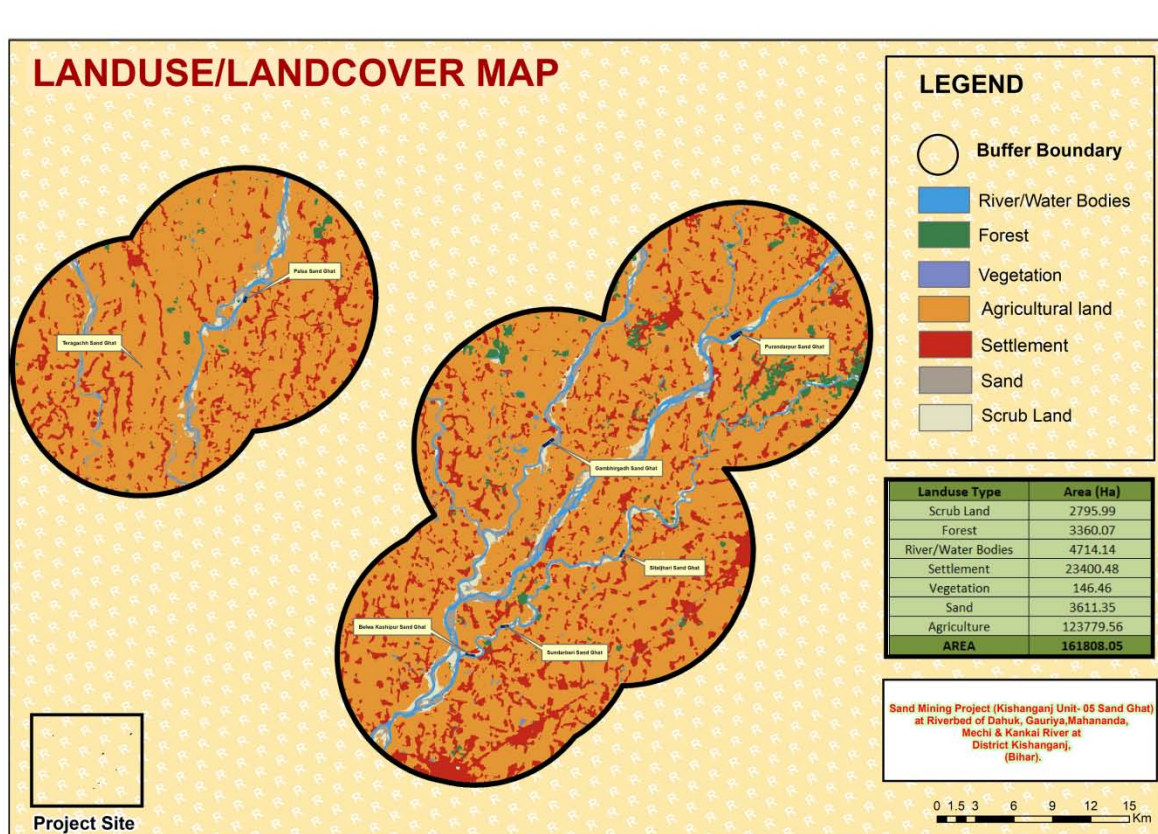 LANDUSE/LANDCOVER MAP
Palsa Sand Ghat
Teragachh Sand Ghat
Purandarpur Sand Ghat
Gambhirgadh Sand Ghat
Sitajhari Sand Ghat
Belwa Kashipur Sand Ghat
Sundarbari Sand Ghat
Project Site
LEGEND
Buffer Boundary
River/Water Bodies
Forest
Vegetation
Agricultural land
Settlement
Sand
Scrub Land
Landuse Type Area (Ha)
Scrub Land 2795.99
Forest 3360.07
River/Water Bodies 4714.14
Settlement 23400.48
Vegetation 146.46
Sand 3611.35
Agriculture 123779.56
AREA 161808.05
Sand Mining Project (Kishanganj Unit- 05 Sand Ghat)
at Riverbed of Dahuk, Gauriya,Mahananda,
Mechi & Kankai River at
District Kishanganj,
(Bihar).
0 1.5 3 6 9 12 15
Km